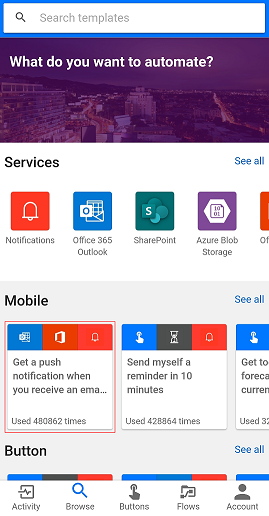 Search templates
What do you want to automate?
Services
See all
Notifications
Office 365
Outlook
SharePoint
Azure Blob
Storage
Of
Mobile
See all
Get a push
notification when
you receive an ema...
Used 480862 times
Send myself a
reminder in 10
minutes
Used 428864 times
Get to
foreca
curren
Used 32
Button
See all
Activity
Browse
Buttons
Flows
Account